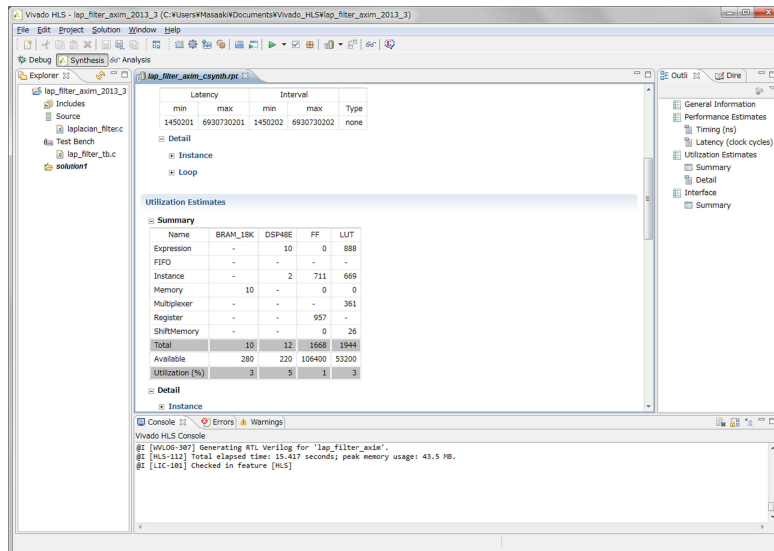 Vivado HLS - lap_filter_axim_2013_3 (C:¥Users¥Masaaki¥Documents¥Vivado_HLS¥lap_filter_axim_2013_3)
File Edit Project Solution Window Help
Debug Synthesis Analysis
Explorer
lap_filter_axim_2013_3
Includes
Source
laplacian_filter.c
Test Bench
lap_filter_tb.c
solution1
lap_filter_axim_csynth.rpt
Latency Interval
min max min max Type
1450201 6930730201 1450202 6930730202 none
Detail
Instance
Loop
Utilization Estimates
Summary
Name BRAM_18K DSP48E FF LUT
Expression - 10 0 888
FIFO - - - -
Instance - 2 711 669
Memory 10 - 0 0
Multiplexer - - - 361
Register - - 957 -
ShiftMemory - - 0 26
Total 10 12 1668 1944
Available 280 220 106400 53200
Utilization (%) 3 5 1 3
Detail
Instance
Outli Dire
General Information
Performance Estimates
Timing (ns)
Latency (clock cycles)
Utilization Estimates
Summary
Detail
Interface
Summary
Console Errors Warnings
Vivado HLS Console
@I [WVLOG-307] Generating RTL Verilog for 'lap_filter_axim'.
@I [HLS-112] Total elapsed time: 15.417 seconds; peak memory usage: 43.5 MB.
@I [LIC-101] Checked in feature [HLS]